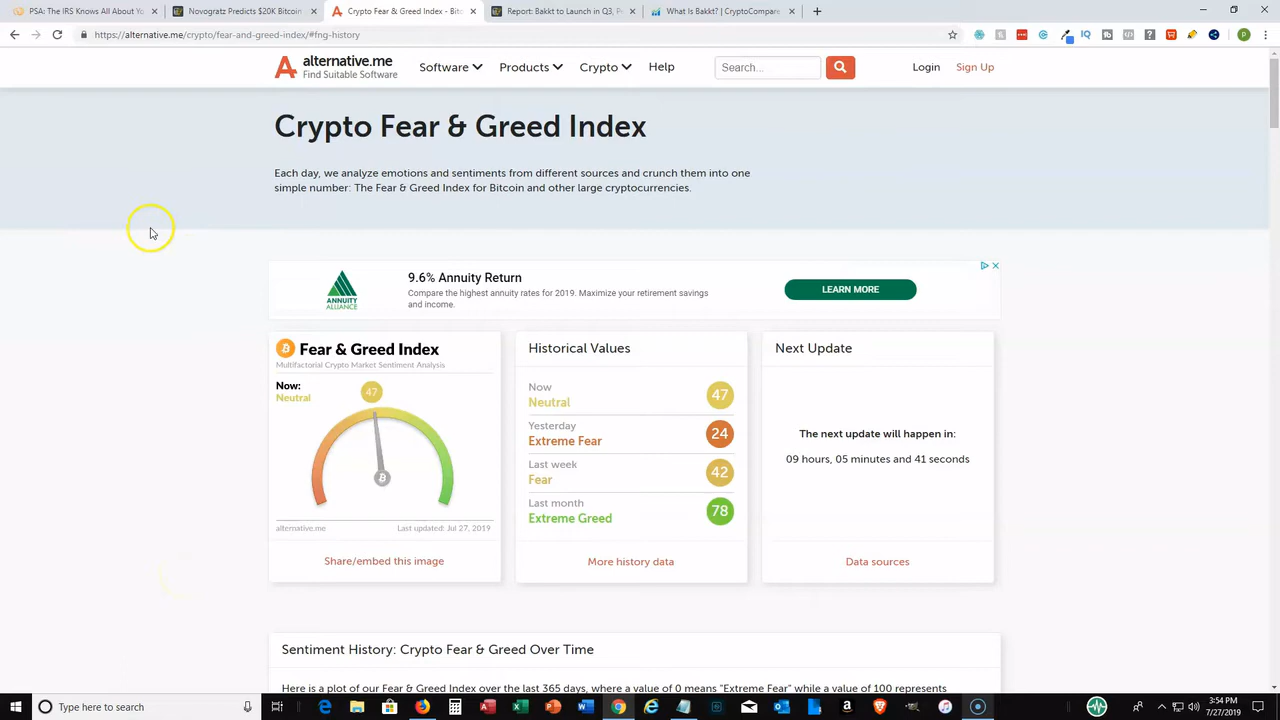 PSA: The IRS Knows All About Yo
Novogratz Predicts $20K Bitcoin
Crypto Fear & Greed Index - Bitc
Report: Bakkt to Launch in Q3, P
What Is Bakkt? | CryptoCompare
https://alternative.me/crypto/fear-and-greed-index/#fng-history
alternative.me
Find Suitable Software
Software
Products
Crypto
Help
Search...
Login
Sign Up
Crypto Fear & Greed Index
Each day, we analyze emotions and sentiments from different sources and crunch them into one
simple number: The Fear & Greed Index for Bitcoin and other large cryptocurrencies.
ANNUITY
ALLIANCE
9.6% Annuity Return
Compare the highest annuity rates for 2019. Maximize your retirement savings
and income.
LEARN MORE
Fear & Greed Index
Multifactorial Crypto Market Sentiment Analysis
Now:
Neutral
47
alternative.me
Last updated: Jul 27, 2019
Share/embed this image
Historical Values
Now
Neutral
47
Yesterday
Extreme Fear
24
Last week
Fear
42
Last month
Extreme Greed
78
More history data
Next Update
The next update will happen in:
09 hours, 05 minutes and 41 seconds
Data sources
Sentiment History: Crypto Fear & Greed Over Time
Here is a plot of our Fear & Greed Index over the last 365 days, where a value of 0 means "Extreme Fear" while a value of 100 represents
Type here to search
3:54 PM
7/27/2019